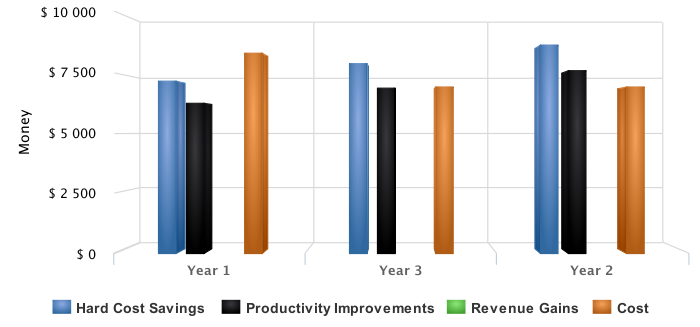 $ 10 000
$ 7 500
$ 5 000
$ 2 500
$ 0
Money
Year 1
Year 3
Year 2
Hard Cost Savings
Productivity Improvements
Revenue Gains
Cost